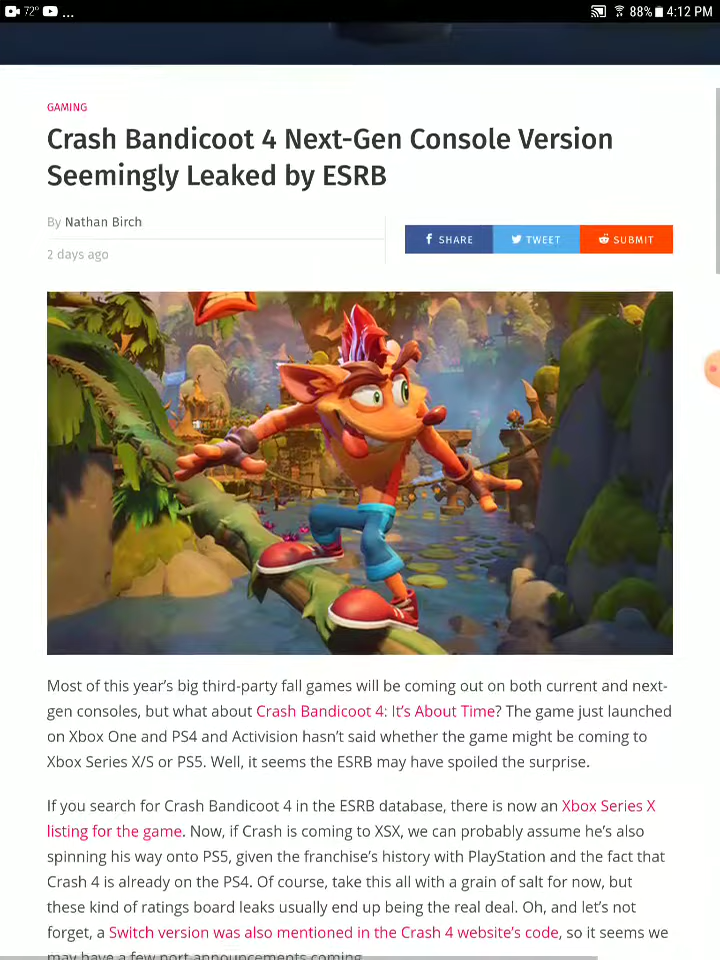 72° ... 88% 4:12 PM
GAMING
Crash Bandicoot 4 Next-Gen Console Version
Seemingly Leaked by ESRB
By Nathan Birch
2 days ago
SHARE TWEET SUBMIT
Most of this year's big third-party fall games will be coming out on both current and next-
gen consoles, but what about Crash Bandicoot 4: It's About Time? The game just launched
on Xbox One and PS4 and Activision hasn't said whether the game might be coming to
Xbox Series X/S or PS5. Well, it seems the ESRB may have spoiled the surprise.
If you search for Crash Bandicoot 4 in the ESRB database, there is now an Xbox Series X
listing for the game. Now, if Crash is coming to XSX, we can probably assume he's also
spinning his way onto PS5, given the franchise's history with PlayStation and the fact that
Crash 4 is already on the PS4. Of course, take this all with a grain of salt for now, but
these kind of ratings board leaks usually end up being the real deal. Oh, and let's not
forget, a Switch version was also mentioned in the Crash 4 website's code, so it seems we
may have a few port-announcements coming.